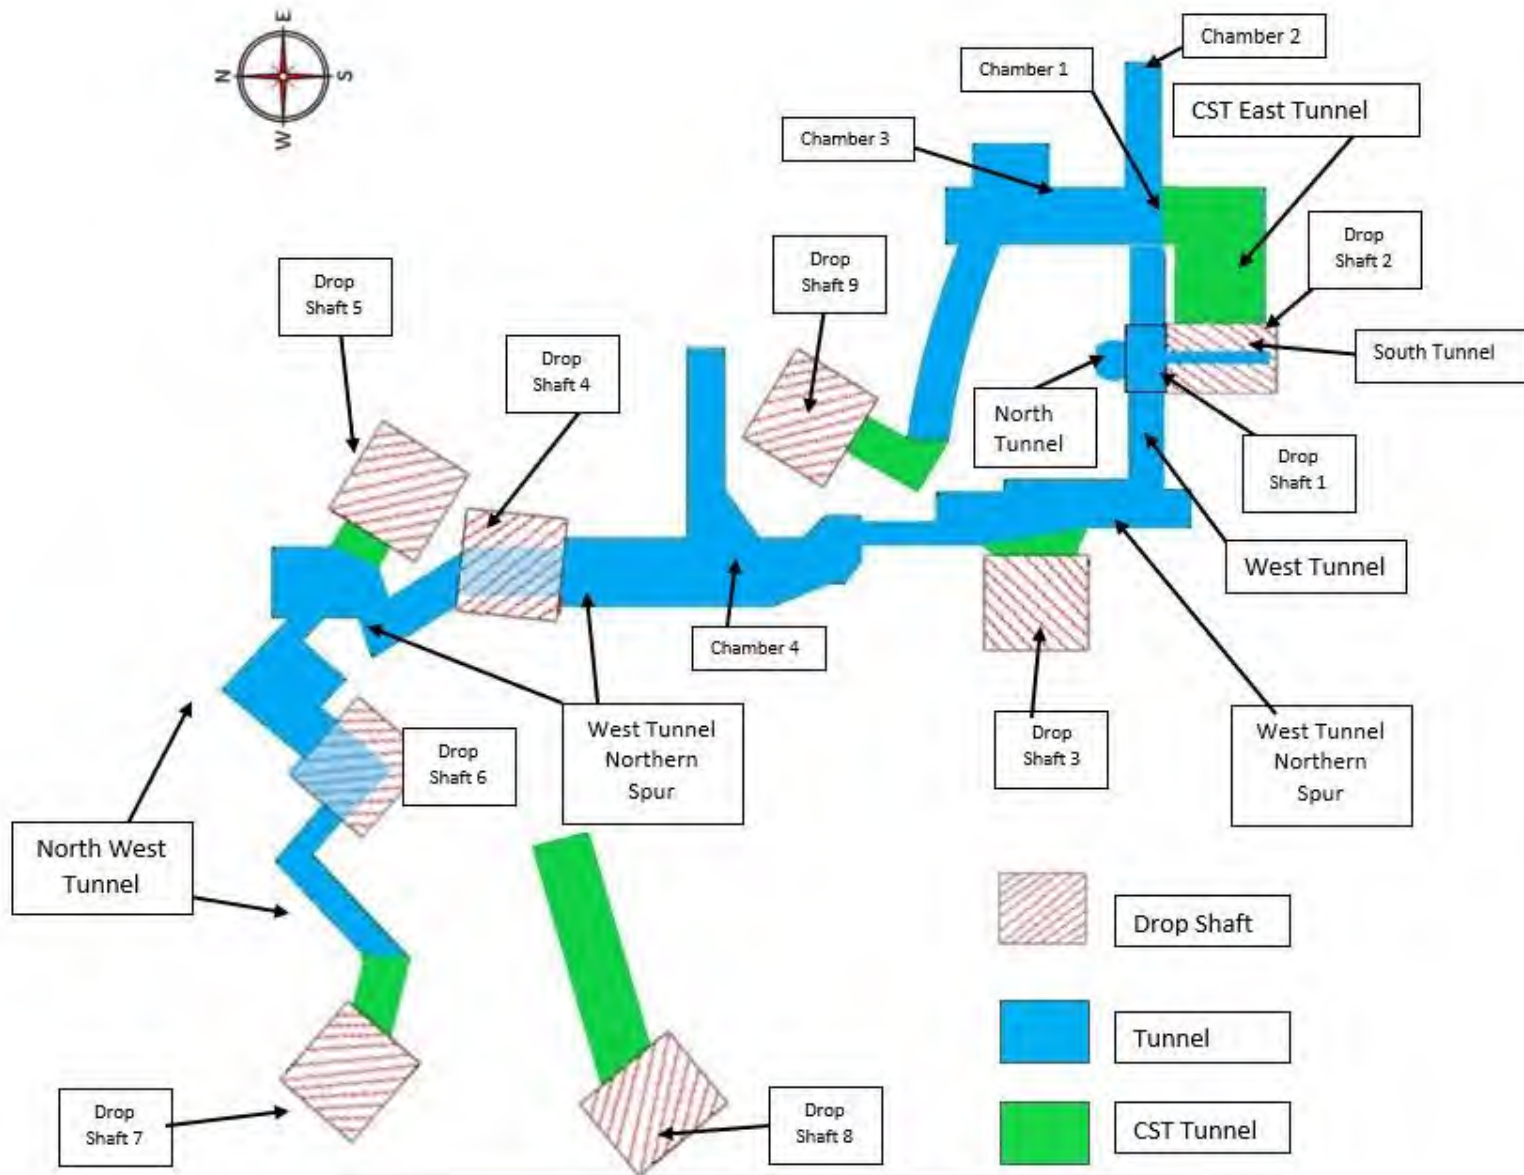 E
N
S
W
Chamber 2
Chamber 1
CST East Tunnel
Chamber 3
Drop
Shaft 2
Drop
Shaft 9
Drop
Shaft 5
Drop
Shaft 4
South Tunnel
North
Tunnel
Drop
Shaft 1
West Tunnel
Chamber 4
West Tunnel
Northern
Spur
Drop
Shaft 3
West Tunnel
Northern
Spur
Drop
Shaft 6
North West
Tunnel
Drop Shaft
Tunnel
Drop
Shaft 7
Drop
Shaft 8
CST Tunnel